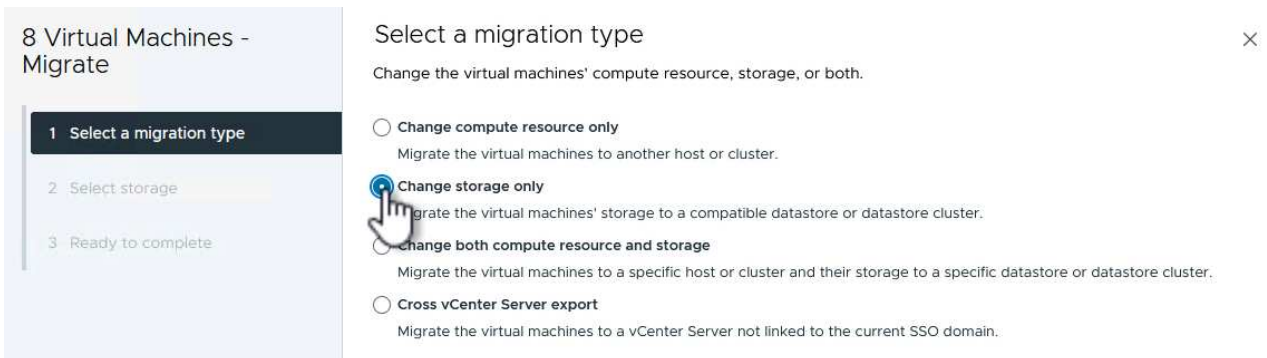 8 Virtual Machines -
Migrate
1 Select a migration type
2 Select storage
3 Ready to complete
Select a migration type
Change the virtual machines' compute resource, storage, or both.
Change compute resource only
Migrate the virtual machines to another host or cluster.
Change storage only
grate the virtual machines' storage to a compatible datastore or datastore cluster.
Change both compute resource and storage
Migrate the virtual machines to a specific host or cluster and their storage to a specific datastore or datastore cluster.
Cross vCenter Server export
Migrate the virtual machines to a vCenter Server not linked to the current SSO domain.